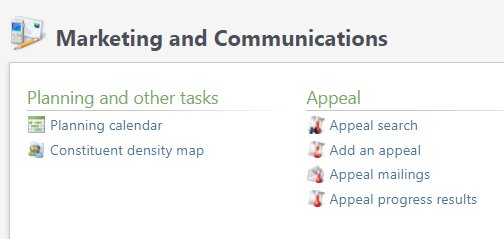 Marketing and Communications
Planning and other tasks
Planning calendar
Constituent density map
Appeal
Appeal search
Add an appeal
Appeal mailings
Appeal progress results